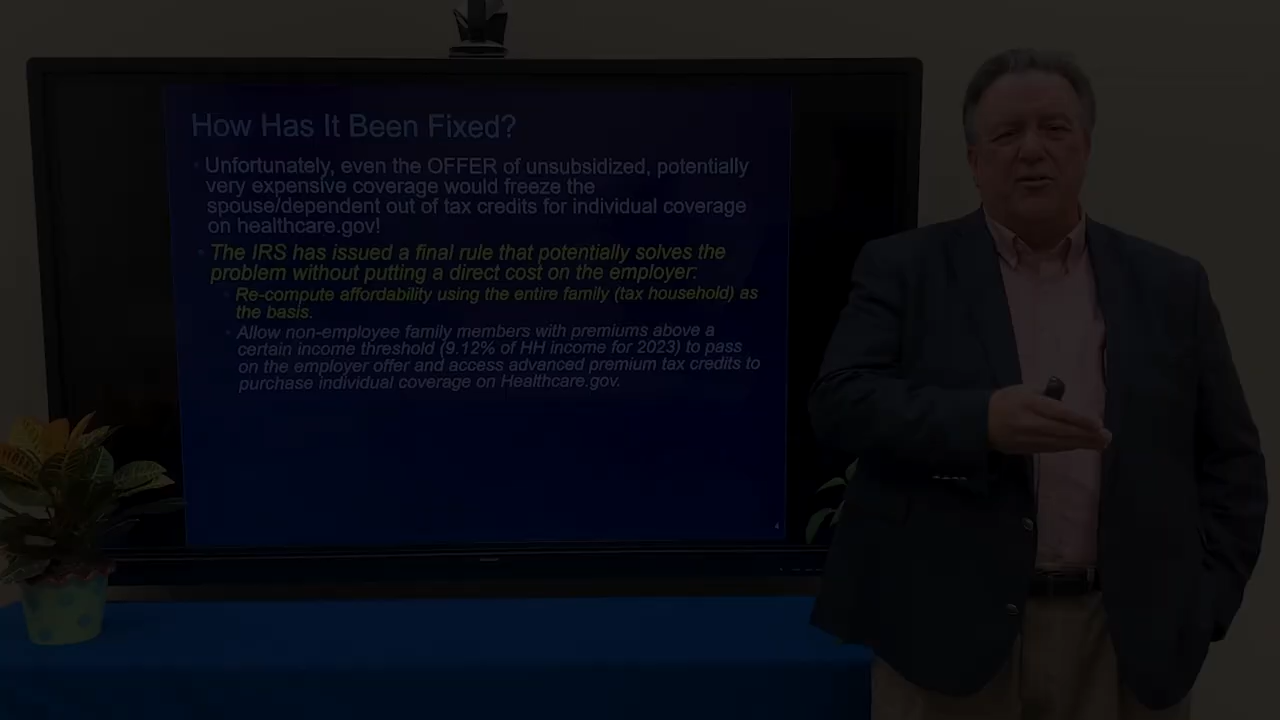 How Has It Been Fixed?
Unfortunately, even the OFFER of unsubsidized, potentially
very expensive coverage would freeze the
spouse/dependent out of tax credits for individual coverage
on healthcare.gov!
The IRS has issued a final rule that potentially solves the
problem without putting a direct cost on the employer:
Re-compute affordability using the entire family (tax household) as
the basis.
Allow non-employee family members with premiums above a
certain income threshold (9.12% of HH income for 2023) to pass
on the employer offer and access advanced premium tax credits to
purchase individual coverage on Healthcare.gov.
4